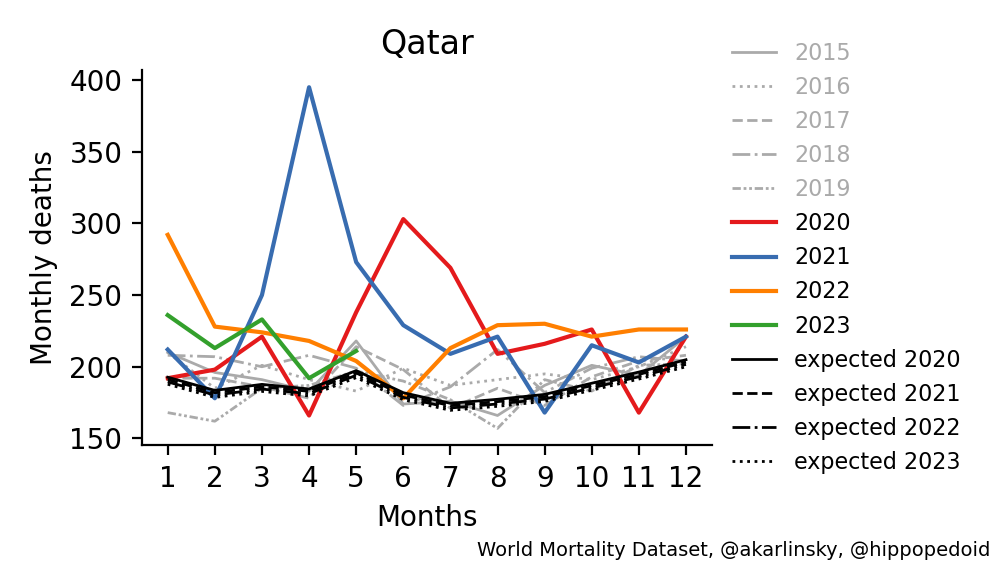 Qatar
Monthly deaths
400
350
300
250
200
150
1 2 3 4 5 6 7 8 9 10 11 12
Months
2015
2016
2017
2018
2019
2020
2021
2022
2023
expected 2020
expected 2021
expected 2022
expected 2023
World Mortality Dataset, @akarlinsky, @hippopedoid